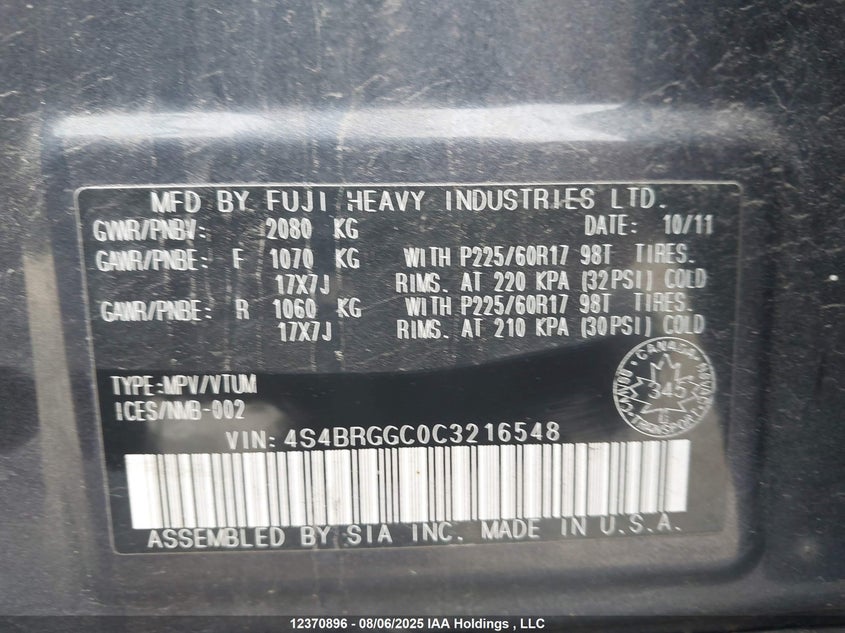 MFD BY FUJI HEAVY INDUSTRIES LTD.
GVWR/PNBV: 2080 KG DATE: 10/11
GAWR/PNBE: F 1070 KG WITH P225/60R17 98T TIRES.
17X7J RIMS. AT 220 KPA (32PSI) COLD
GAWR/PNBE: R 1060 KG WITH P225/60R17 98T TIRES.
17X7J RIMS. AT 210 KPA (30PSI) COLD
TYPE:MPV/VTUM
ICES/NMB-002
CANADA
345
TRANSPORT
VIN: 4S4BRGGC0C3216548
ASSEMBLED BY SIA INC. MADE IN U.S.A.
12370896 - 08/06/2025 IAA Holdings , LLC